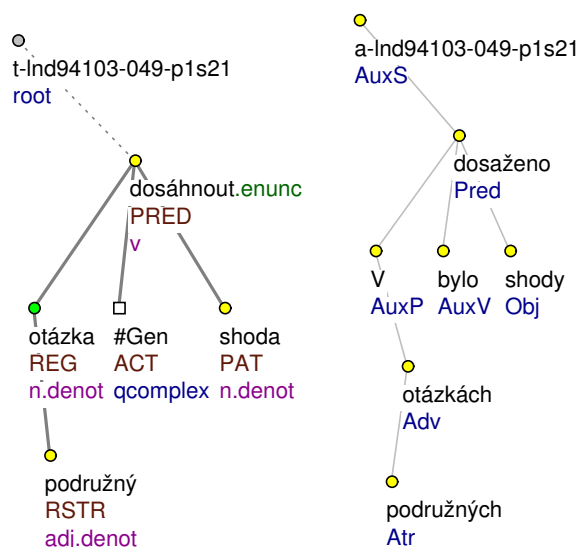 t-lnd94103-049-p1s21
root
dosáhnout.enunc
PRED
v
otázka #Gen shoda
REG ACT PAT
n.denot qcomplex n.denot
podružný
RSTR
adj.denot
a-lnd94103-049-p1s21
AuxS
dosaženo
Pred
V bylo shody
AuxP AuxV Obj
otázkách
Adv
podružných
Atr